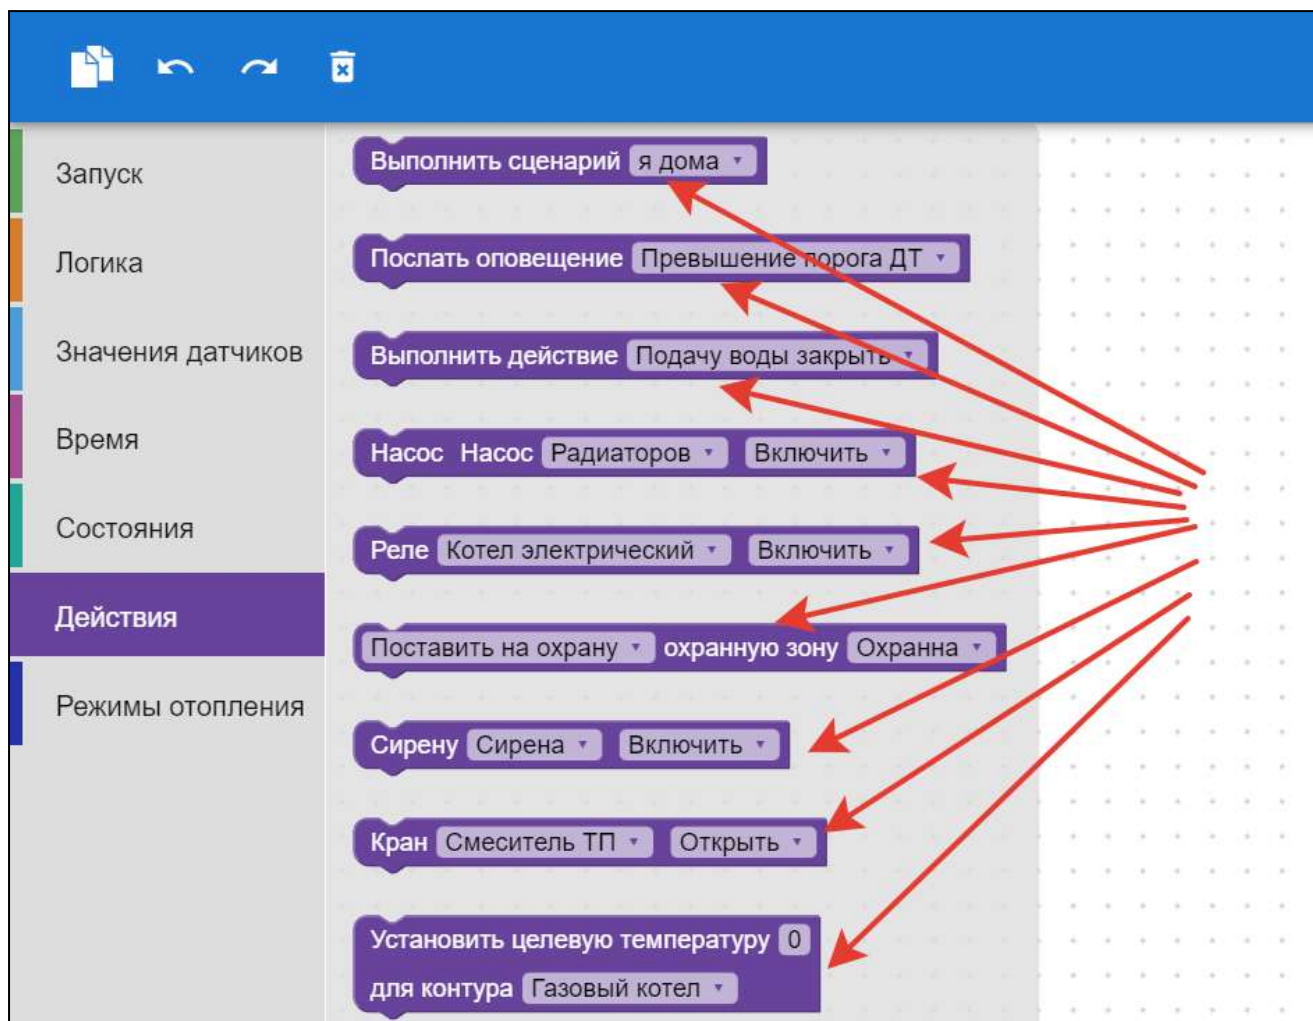 Запуск
Логика
Значения датчиков
Время
Состояния
Действия
Режимы отопления
Выполнить сценарий я дома
Послать оповещение Превышение порога ДТ
Выполнить действие Подачу воды закрыть
Насос Насос Радиаторов Включить
Реле Котел электрический Включить
Поставить на охрану охранную зону Охранна
Сирену Сирена Включить
Кран Смеситель ТП Открыть
Установить целевую температуру 0
для контура Газовый котел